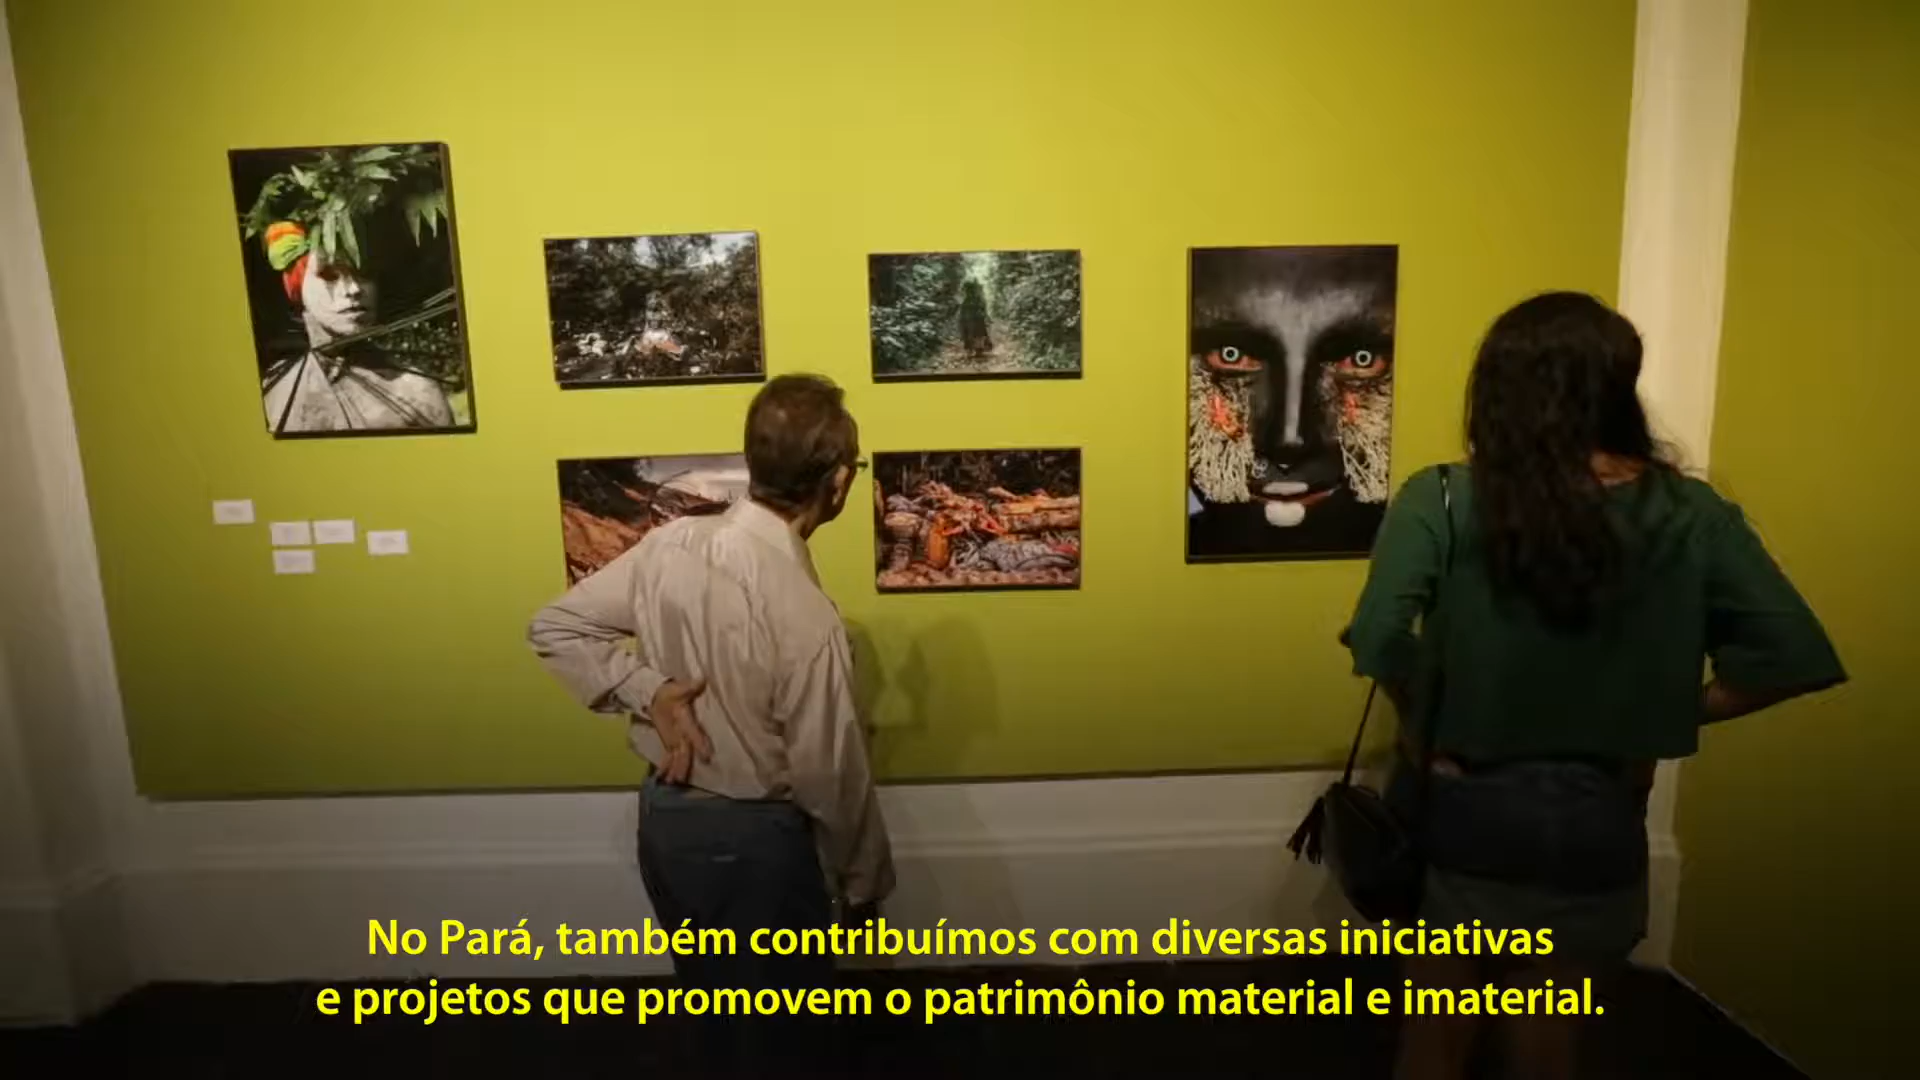 No Pará, também contribuímos com diversas iniciativas
e projetos que promovem o patrimônio material e imaterial.